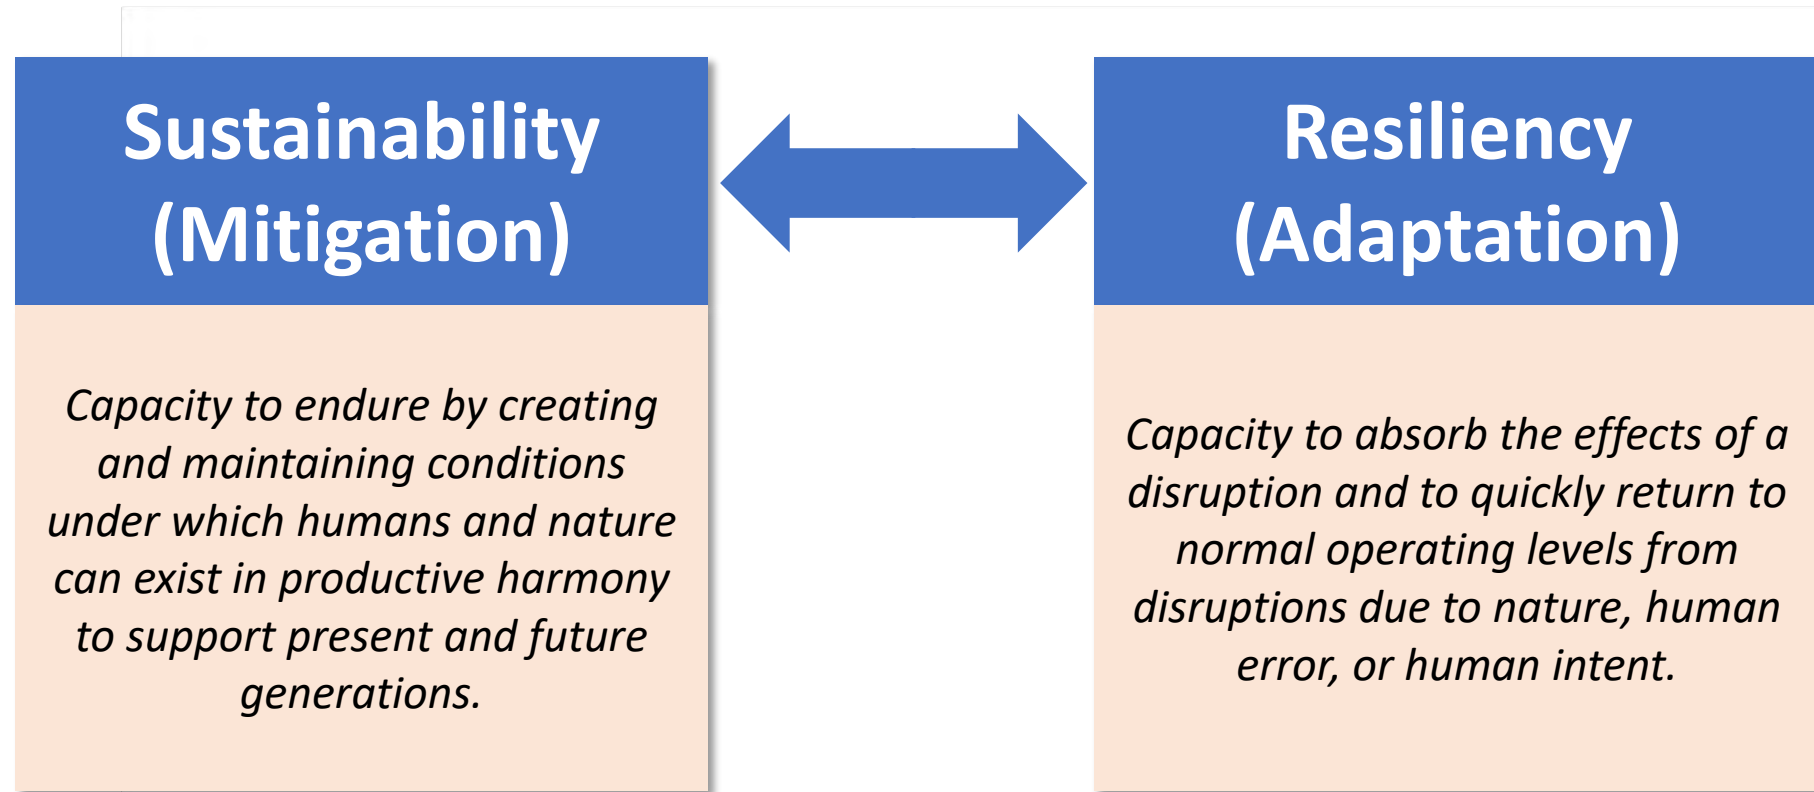 Sustainability
(Mitigation)
Capacity to endure by creating
and maintaining conditions
under which humans and nature
can exist in productive harmony
to support present and future
generations.
Resiliency
(Adaptation)
Capacity to absorb the effects of a
disruption and to quickly return to
normal operating levels from
disruptions due to nature, human
error, or human intent.